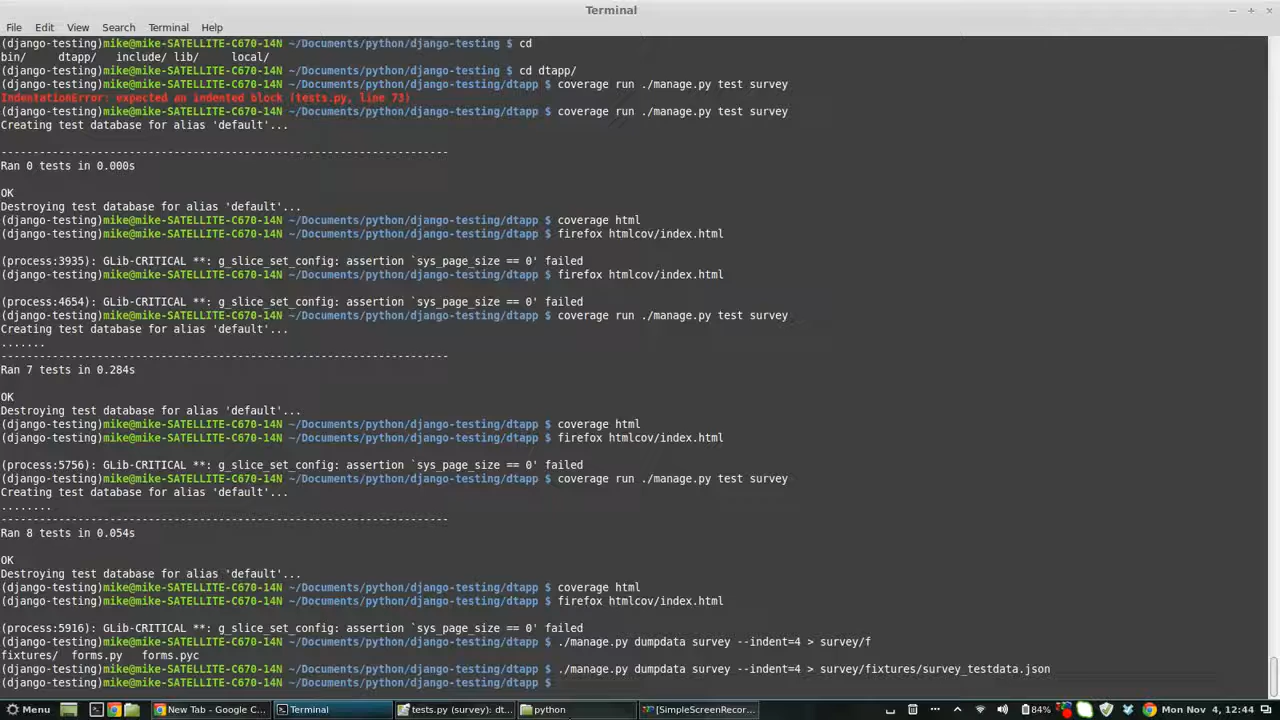 Terminal
File Edit View Search Terminal Help
(django-testing)mike@mike-SATELLITE-C670-14N ~/Documents/python/django-testing $ cd
bin/ dtapp/ include/ lib/ local/
(django-testing)mike@mike-SATELLITE-C670-14N ~/Documents/python/django-testing $ cd dtapp/
(django-testing)mike@mike-SATELLITE-C670-14N ~/Documents/python/django-testing/dtapp $ coverage run ./manage.py test survey
IndentationError: expected an indented block (tests.py, line 73)
(django-testing)mike@mike-SATELLITE-C670-14N ~/Documents/python/django-testing/dtapp $ coverage run ./manage.py test survey
Creating test database for alias 'default'...
----------------------------------------------------------------------
Ran 0 tests in 0.000s
OK
Destroying test database for alias 'default'...
(django-testing)mike@mike-SATELLITE-C670-14N ~/Documents/python/django-testing/dtapp $ coverage html
(django-testing)mike@mike-SATELLITE-C670-14N ~/Documents/python/django-testing/dtapp $ firefox htmlcov/index.html
(process:3935): GLib-CRITICAL **: g_slice_set_config: assertion `sys_page_size == 0' failed
(django-testing)mike@mike-SATELLITE-C670-14N ~/Documents/python/django-testing/dtapp $ firefox htmlcov/index.html
(process:4654): GLib-CRITICAL **: g_slice_set_config: assertion `sys_page_size == 0' failed
(django-testing)mike@mike-SATELLITE-C670-14N ~/Documents/python/django-testing/dtapp $ coverage run ./manage.py test survey
Creating test database for alias 'default'...
.......
----------------------------------------------------------------------
Ran 7 tests in 0.284s
OK
Destroying test database for alias 'default'...
(django-testing)mike@mike-SATELLITE-C670-14N ~/Documents/python/django-testing/dtapp $ coverage html
(django-testing)mike@mike-SATELLITE-C670-14N ~/Documents/python/django-testing/dtapp $ firefox htmlcov/index.html
(process:5756): GLib-CRITICAL **: g_slice_set_config: assertion `sys_page_size == 0' failed
(django-testing)mike@mike-SATELLITE-C670-14N ~/Documents/python/django-testing/dtapp $ coverage run ./manage.py test survey
Creating test database for alias 'default'...
........
----------------------------------------------------------------------
Ran 8 tests in 0.054s
OK
Destroying test database for alias 'default'...
(django-testing)mike@mike-SATELLITE-C670-14N ~/Documents/python/django-testing/dtapp $ coverage html
(django-testing)mike@mike-SATELLITE-C670-14N ~/Documents/python/django-testing/dtapp $ firefox htmlcov/index.html
(process:5916): GLib-CRITICAL **: g_slice_set_config: assertion `sys_page_size == 0' failed
(django-testing)mike@mike-SATELLITE-C670-14N ~/Documents/python/django-testing/dtapp $ ./manage.py dumpdata survey --indent=4 > survey/f
fixtures/ forms.py forms.pyc
(django-testing)mike@mike-SATELLITE-C670-14N ~/Documents/python/django-testing/dtapp $ ./manage.py dumpdata survey --indent=4 > survey/fixtures/survey_testdata.json
(django-testing)mike@mike-SATELLITE-C670-14N ~/Documents/python/django-testing/dtapp $
Menu New Tab - Google C... Terminal tests.py (survey): dt... python [SimpleScreenRecor... 84% Mon Nov 4, 12:44